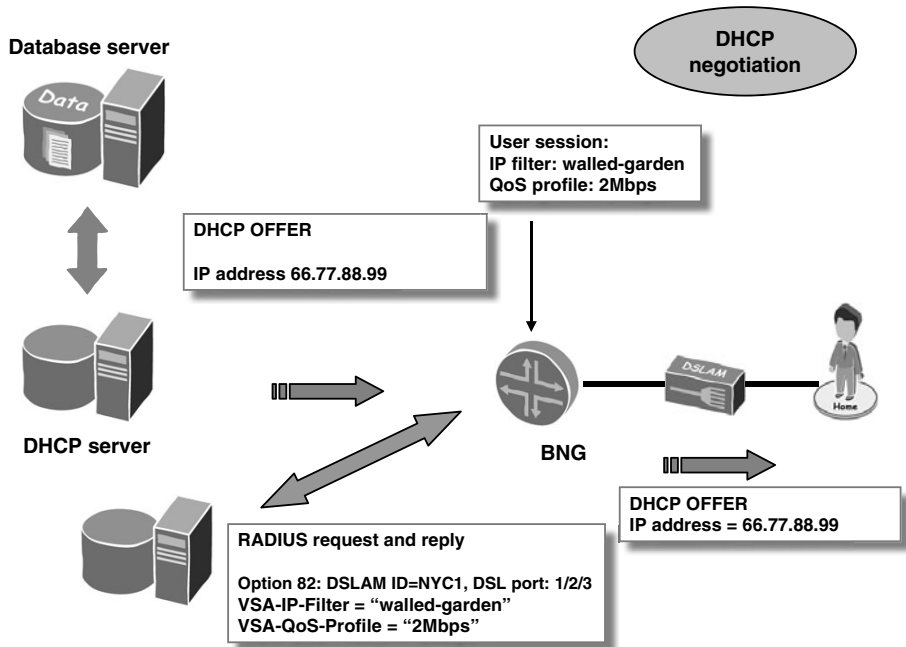 Database server
DHCP
negotiation
Data
User session:
IP filter: walled-garden
QoS profile: 2Mbps
DHCP OFFER
IP address 66.77.88.99
DSLAM
Home
DHCP server
BNG
DHCP OFFER
IP address = 66.77.88.99
RADIUS request and reply
Option 82: DSLAM ID=NYC1, DSL port: 1/2/3
VSA-IP-Filter = “walled-garden”
VSA-QoS-Profile = “2Mbps”